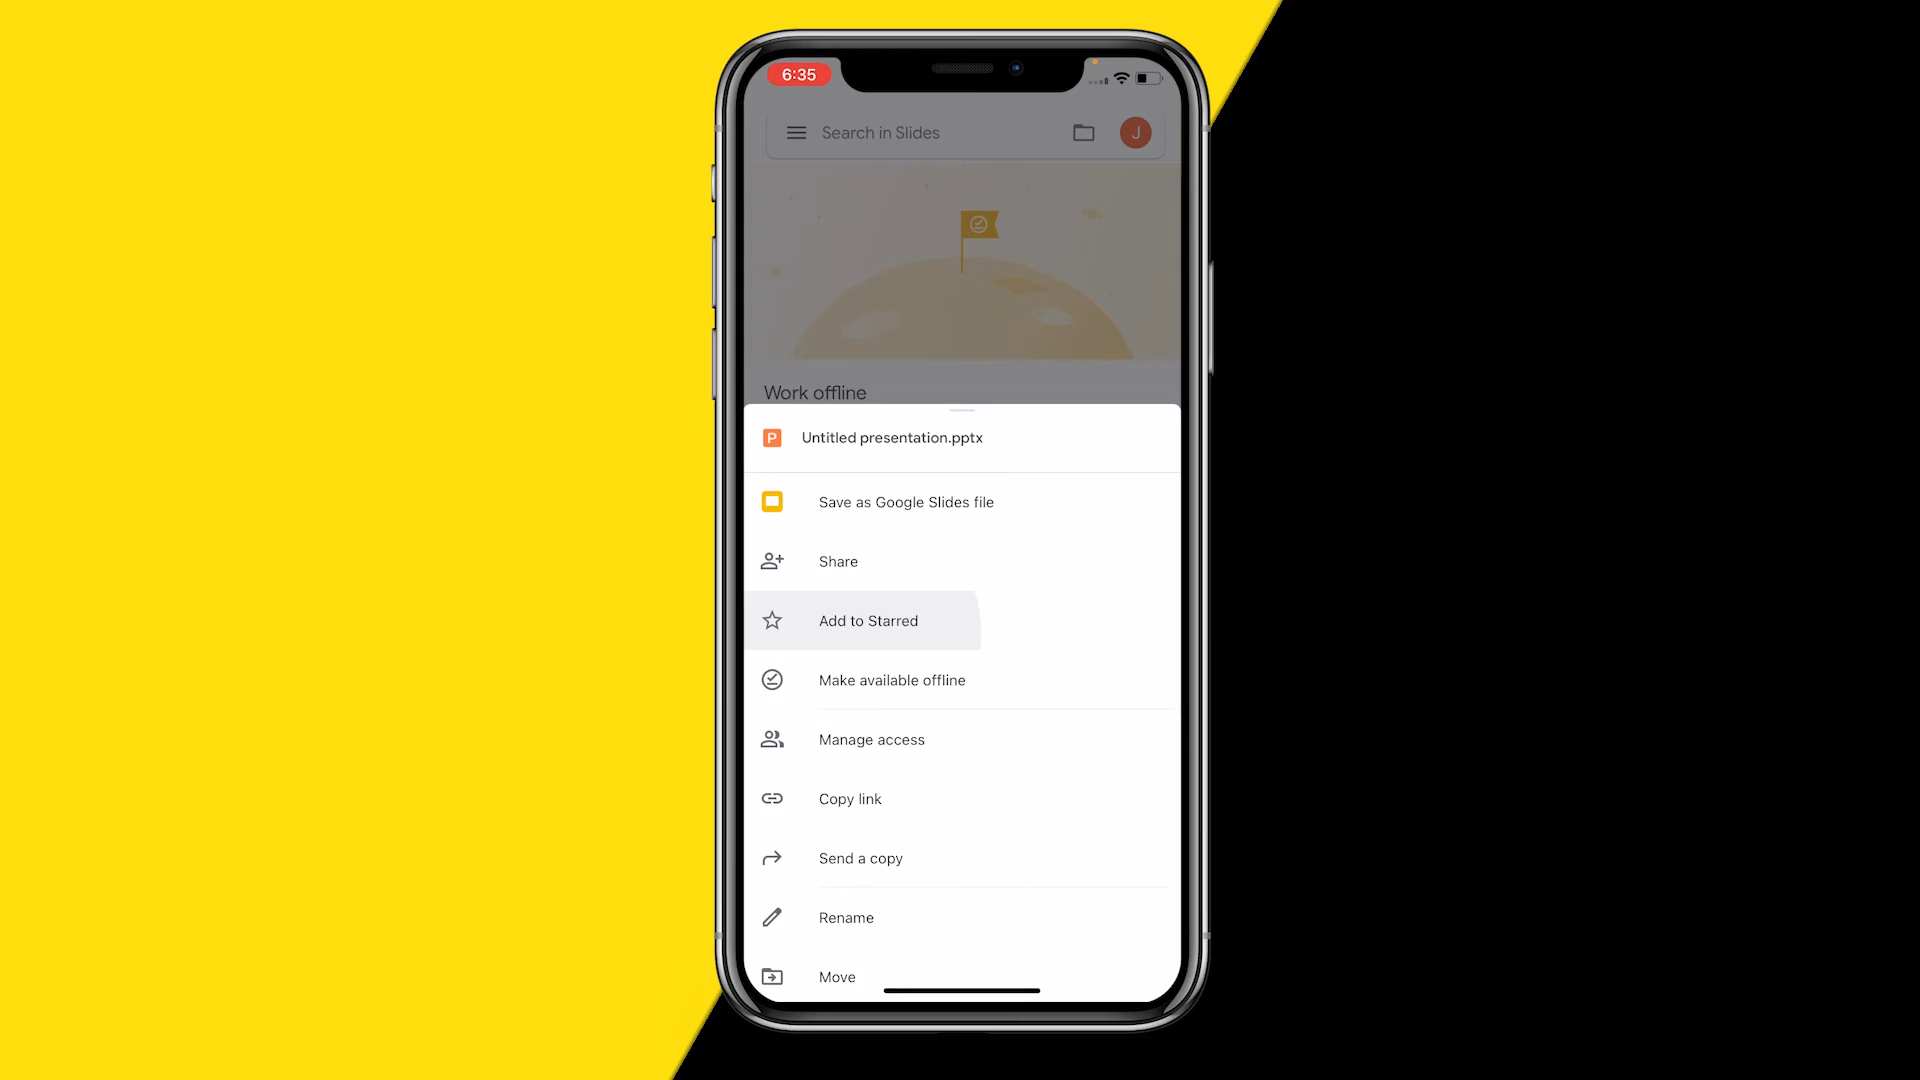 6:35
Search in Slides
J
Work offline
P
Untitled presentation.pptx
Save as Google Slides file
Share
Add to Starred
Make available offline
Manage access
Copy link
Send a copy
Rename
Move